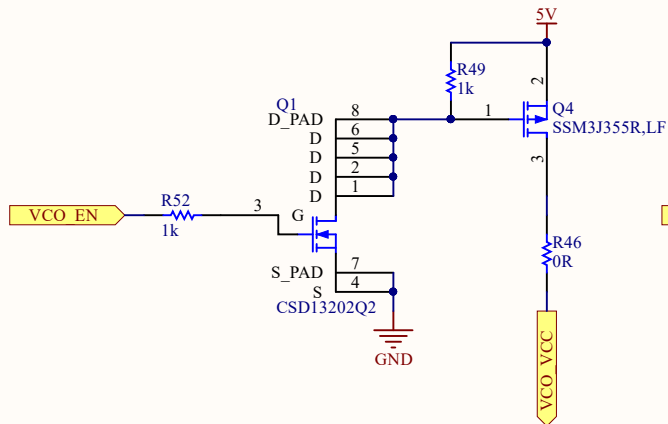 5V
R49
1k
2
Q1
D_PAD
8
6
D
5
D
2
D
1
D
1
Q4
SSM3J355R,LF
3
R52
VCO_EN
1k
3
G
R46
0R
S_PAD
7
4
S
CSD13202Q2
GND
VCO_VCC